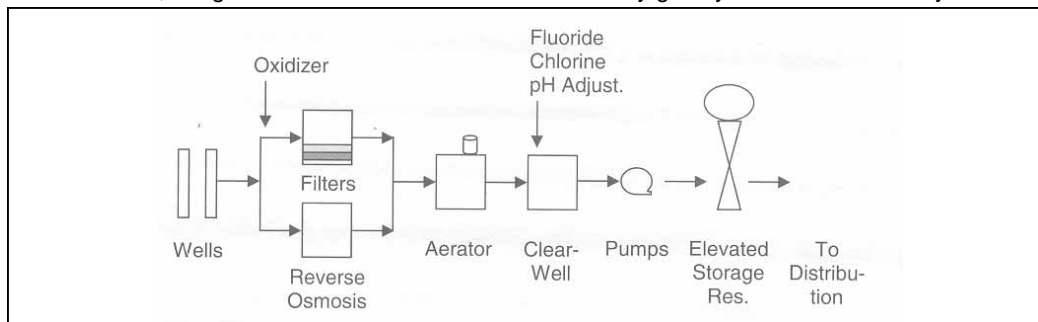 Fluoride
Chlorine
pH Adjust.
Oxidizer
Filters
Wells
Reverse
Osmosis
Aerator
Clear-
Well
Pumps
Elevated
Storage
Res.
To
Distribu-
tion